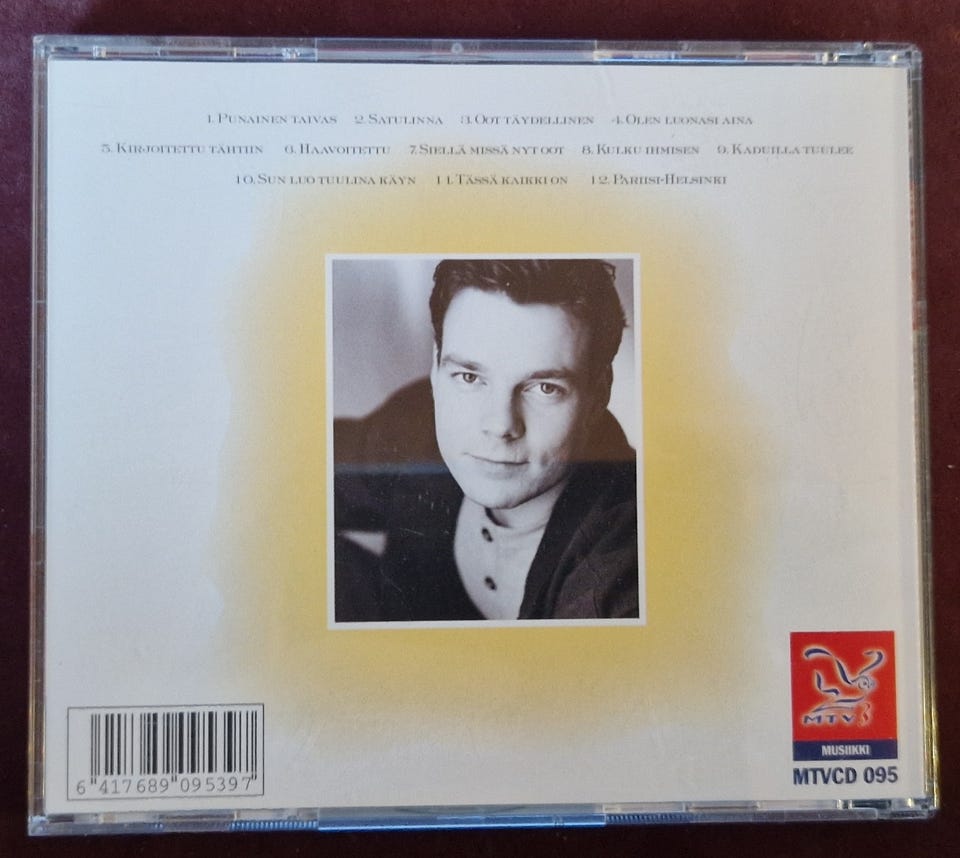 1. PUNAINEN TAIVAS 2. SATULINNA 3. OOT TÄYDELLINEN 4. OLEN LUONASI AINA
5. KIRJOITETTU TÄHTIIN 6. HAAVOITETTU 7. SIELLÄ MISSÄ NYT OOT 8. KULKU IHMISEN 9. KADUILLA TUULEE
10. SUN LUO TUULINA KÄYN 11. TÄSSÄ KAIKKI ON 12. PARIISI-HELSINKI
MTV3
MUSIIKKI
MTVCD 095
6 417689 095397